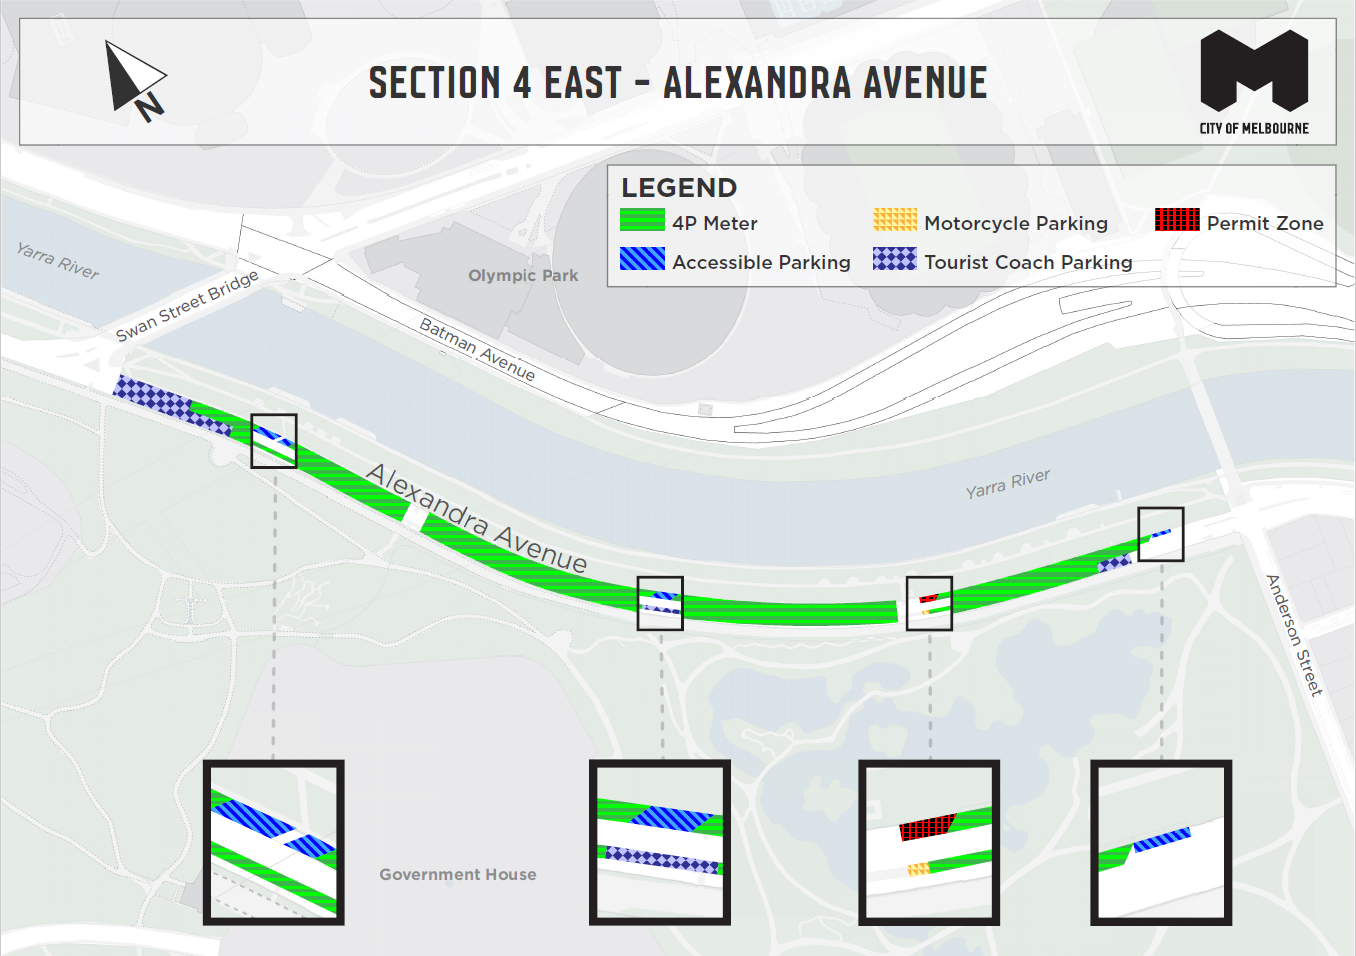 SECTION 4 EAST - ALEXANDRA AVENUE
N
CITY OF MELBOURNE
LEGEND
4P Meter
Motorcycle Parking
Permit Zone
Accessible Parking
Tourist Coach Parking
Yarra River
Swan Street Bridge
Olympic Park
Batman Avenue
Alexandra Avenue
Yarra River
Anderson Street
Government House